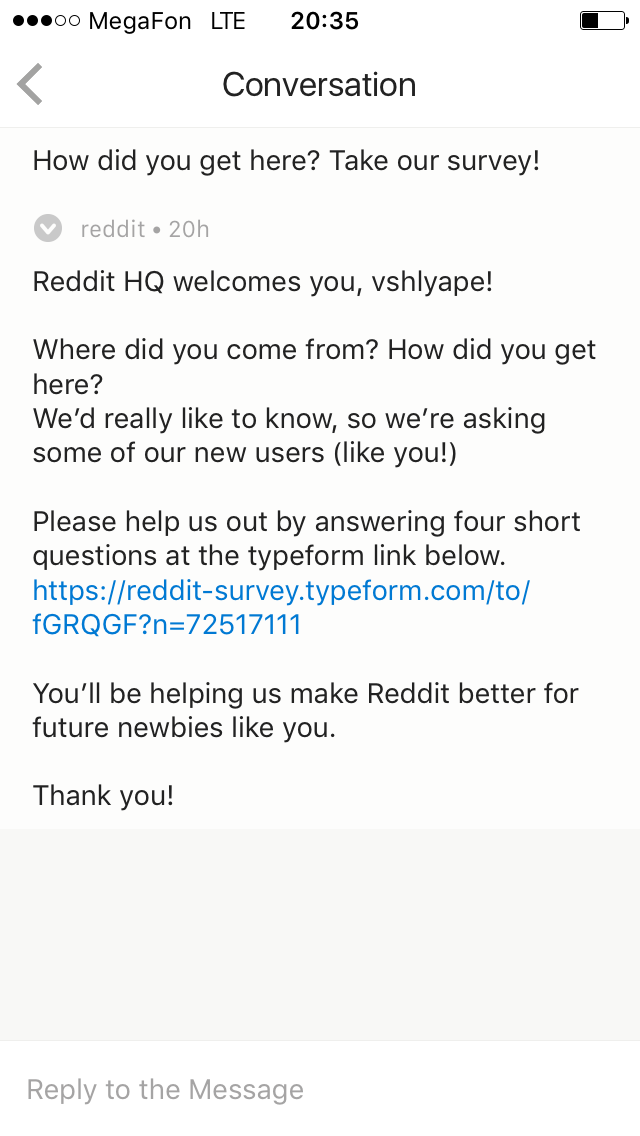 MegaFon LTE 20:35
Conversation
How did you get here? Take our survey!
reddit • 20h
Reddit HQ welcomes you, vshlyape!
Where did you come from? How did you get
here?
We’d really like to know, so we’re asking
some of our new users (like you!)
Please help us out by answering four short
questions at the typeform link below.
https://reddit-survey.typeform.com/to/
fGRQGF?n=72517111
You’ll be helping us make Reddit better for
future newbies like you.
Thank you!
Reply to the Message